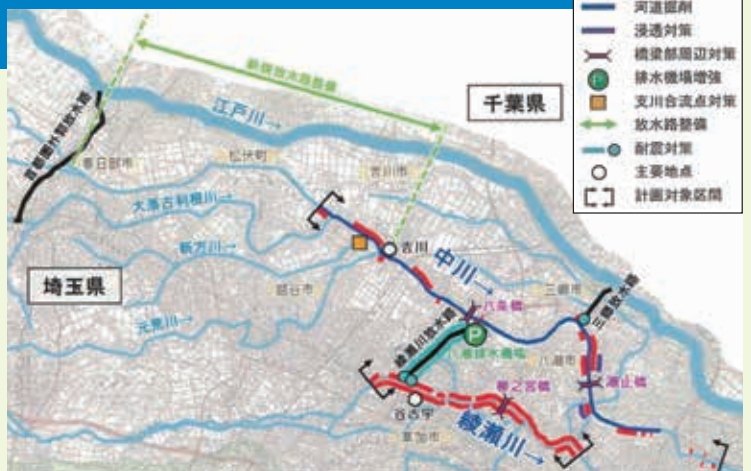 河道掘削
浸透対策
橋梁部周辺対策
P 排水機場増強
支川合流点対策
放水路整備
耐震対策
主要地点
計画対象区間
新規放水路整備
千葉県
江戸川→
首都圏外郭放水路
春日部市
松伏町
吉川市
大落古利根川→
新方川→
吉川
中川→
埼玉県
越谷市
三郷市
元荒川→
八条橋
三郷放水路
綾瀬川放水路
P
八潮市
潮止橋
谷古宇
綾瀬川→
草加市